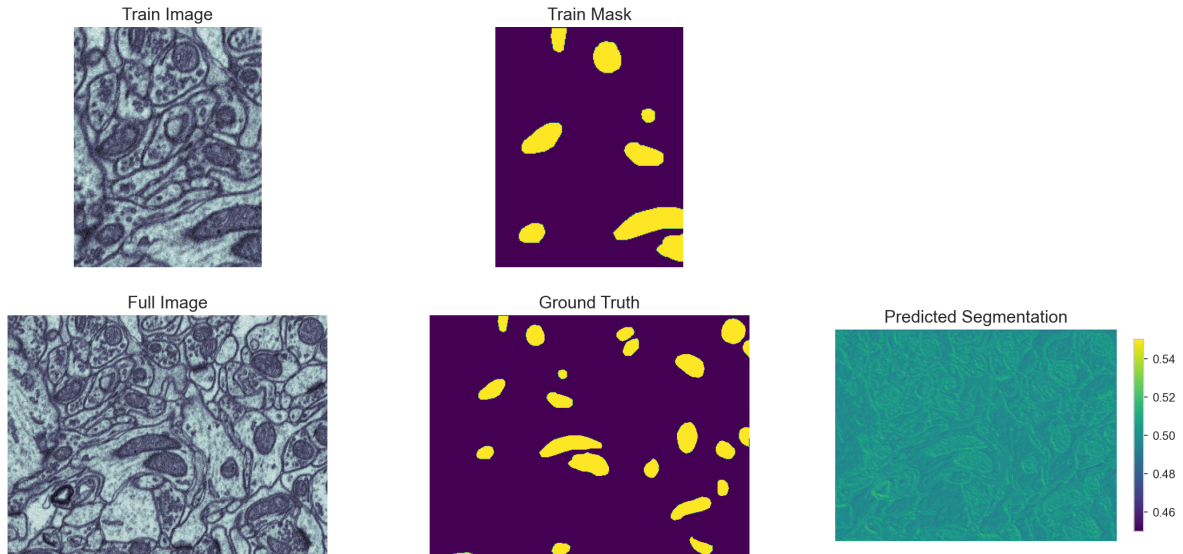 Train Image
Train Mask
Full Image
Ground Truth
Predicted Segmentation
0.54
0.52
0.50
0.48
0.46